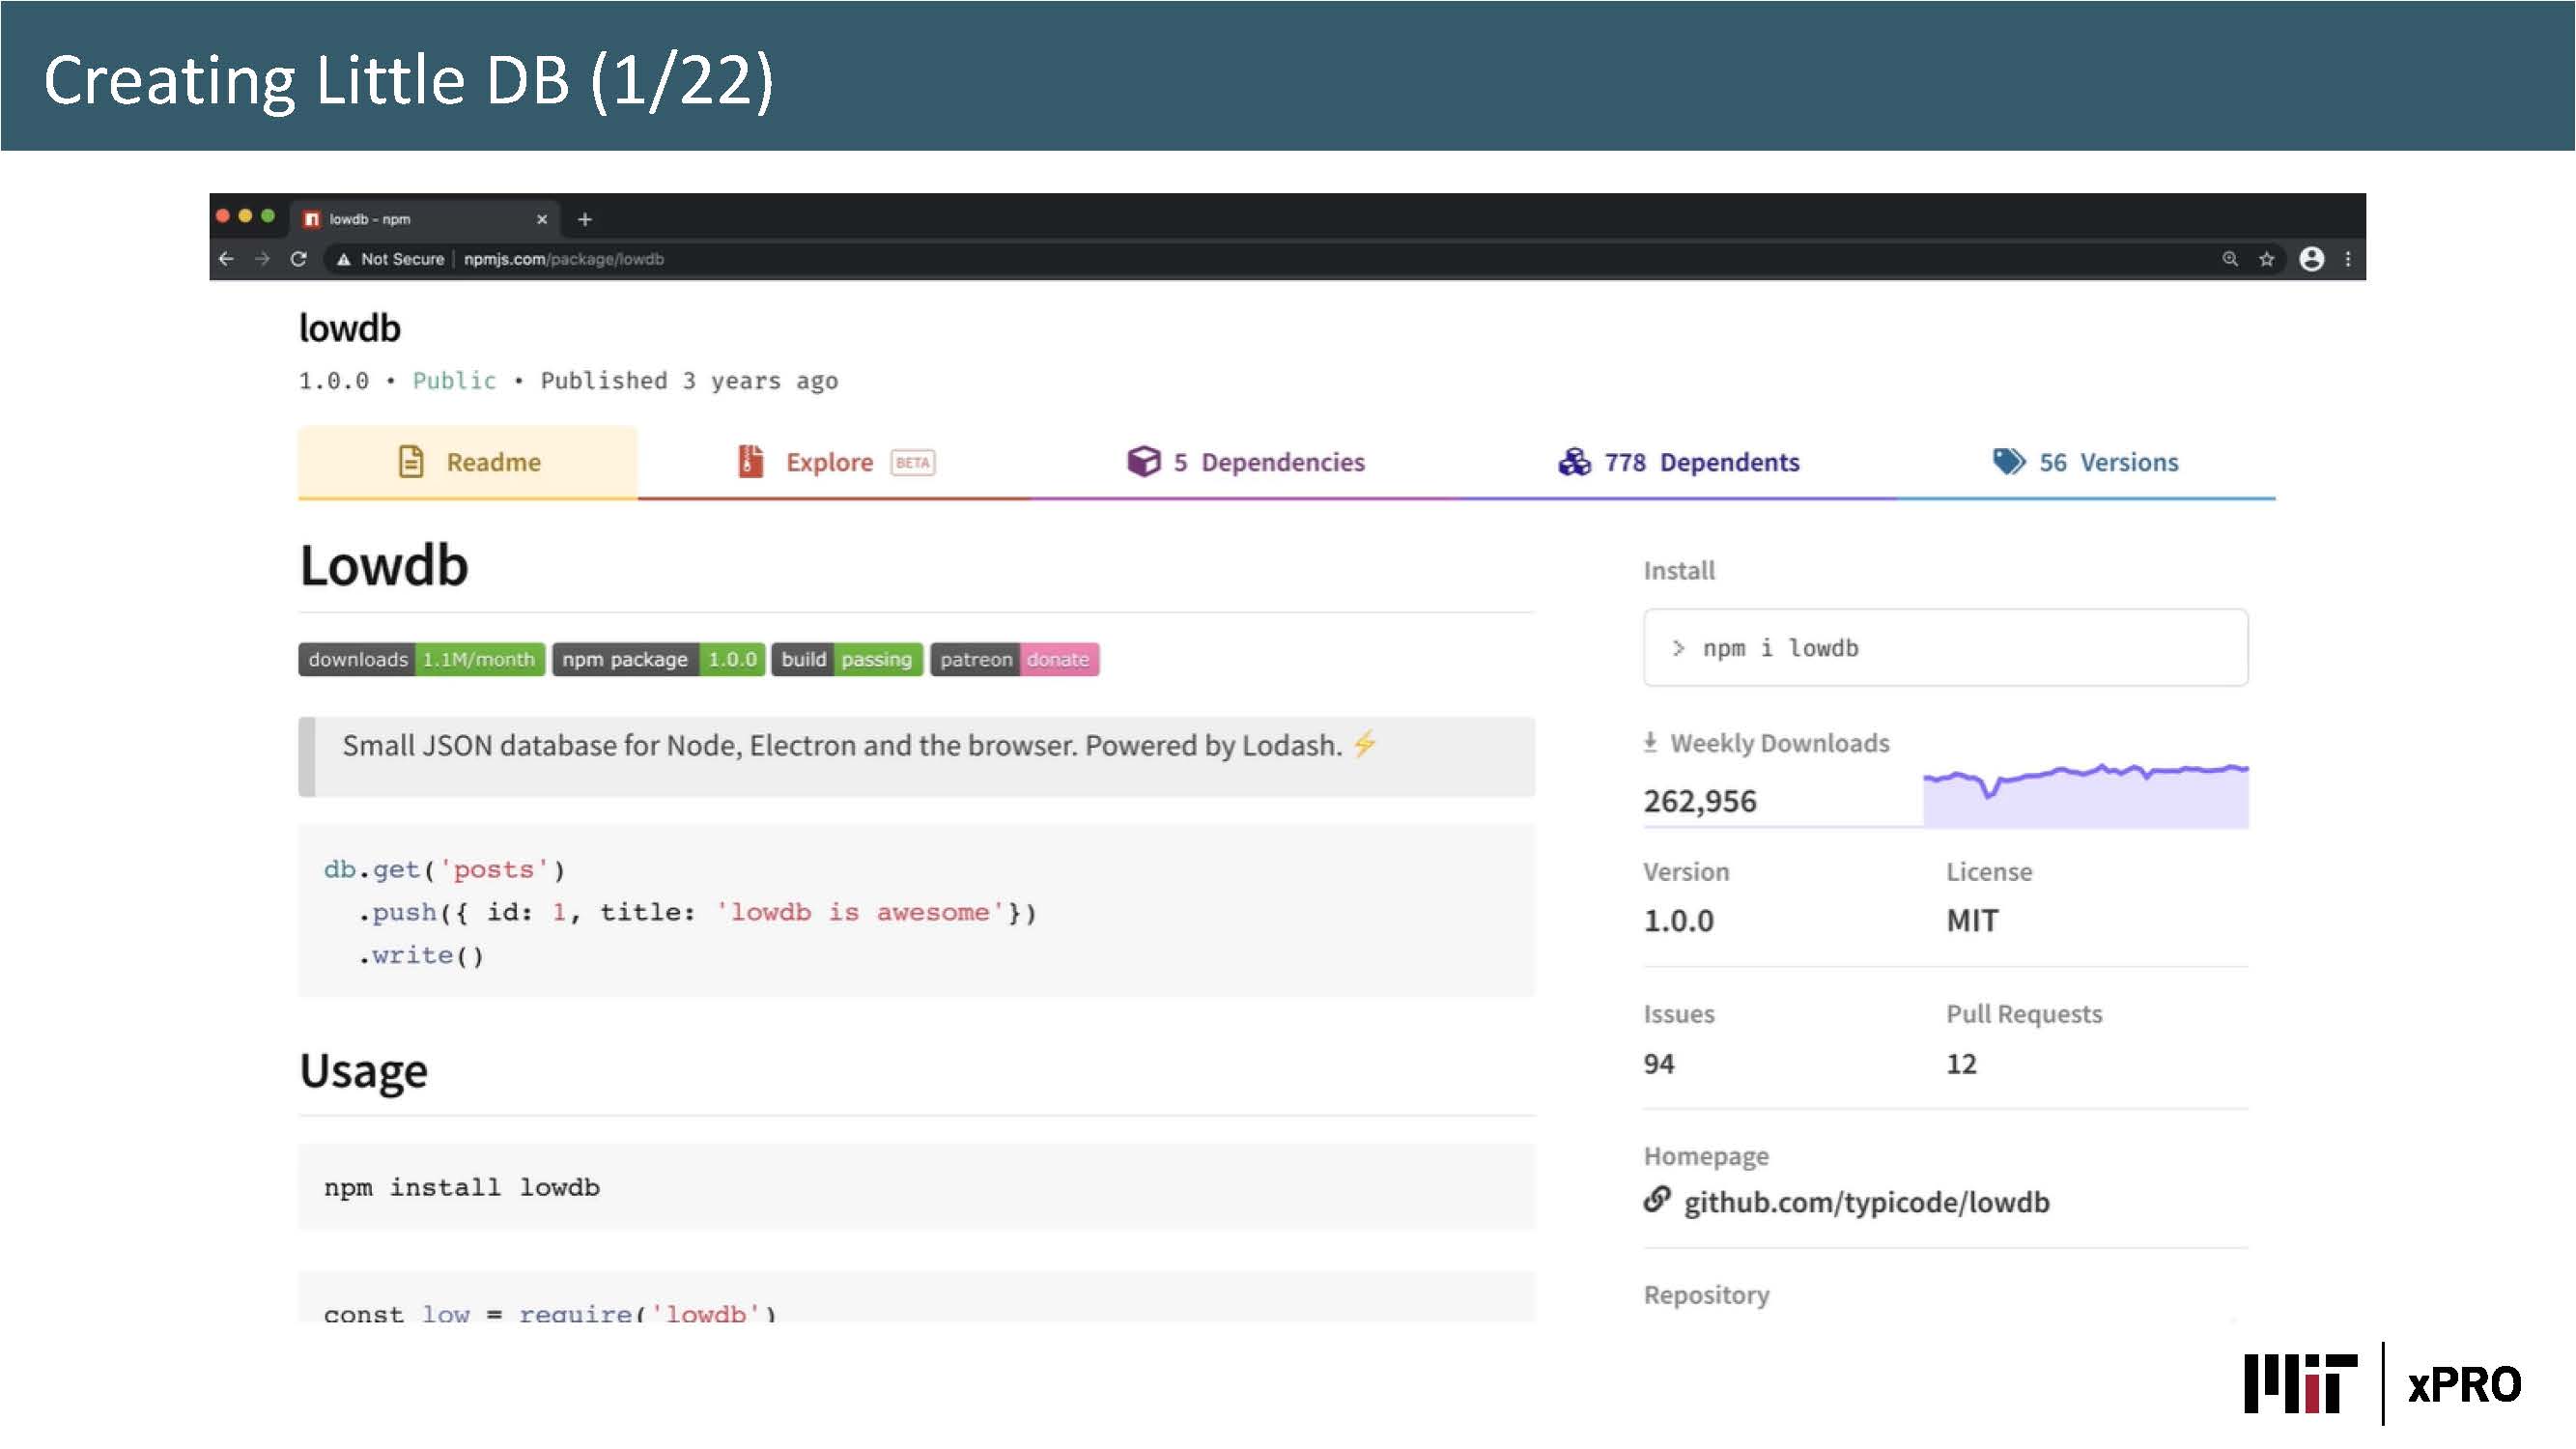 Creating Little DB (1/22)
lowdb - npm
Not Secure | npmjs.com/package/lowdb
lowdb
1.0.0 • Public • Published 3 years ago
Readme
Explore BETA
5 Dependencies
778 Dependents
56 Versions
Lowdb
downloads 1.1M/month npm package 1.0.0 build passing patreon donate
Small JSON database for Node, Electron and the browser. Powered by Lodash. ⚡
db.get('posts')
  .push({ id: 1, title: 'lowdb is awesome'})
  .write()
Usage
npm install lowdb
const low = require('lowdb')
Install
> npm i lowdb
Weekly Downloads
262,956
Version License
1.0.0 MIT
Issues Pull Requests
94 12
Homepage
github.com/typicode/lowdb
Repository
MIT | xPRO